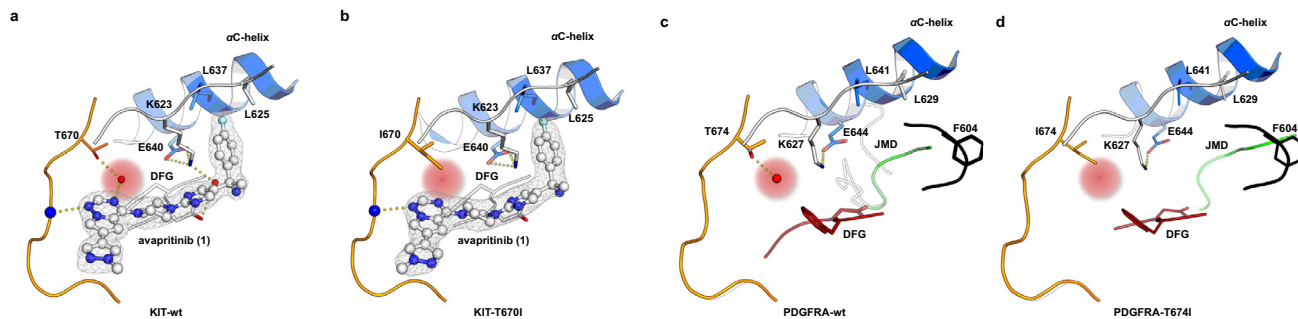 a
αC-helix
L637
K623
L625
T670
E640
DFG
avapritinib (1)
KIT-wt
b
αC-helix
L637
K623
L625
I670
E640
DFG
avapritinib (1)
KIT-T670I
c
αC-helix
L641
L629
T674
E644
F604
K627
JMD
DFG
PDGFRA-wt
d
αC-helix
L641
L629
I674
E644
F604
K627
JMD
DFG
PDGFRA-T674I